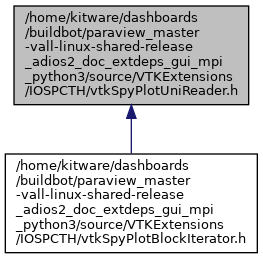 /home/kitware/dashboards
/buildbot/paraview_master
-vall-linux-shared-release
_adios2_doc_extdeps_gui_mpi
_python3/source/VTKExtensions
/IOSPCTH/vtkSpyPlotUniReader.h
/home/kitware/dashboards
/buildbot/paraview_master
-vall-linux-shared-release
_adios2_doc_extdeps_gui_mpi
_python3/source/VTKExtensions
/IOSPCTH/vtkSpyPlotBlockIterator.h